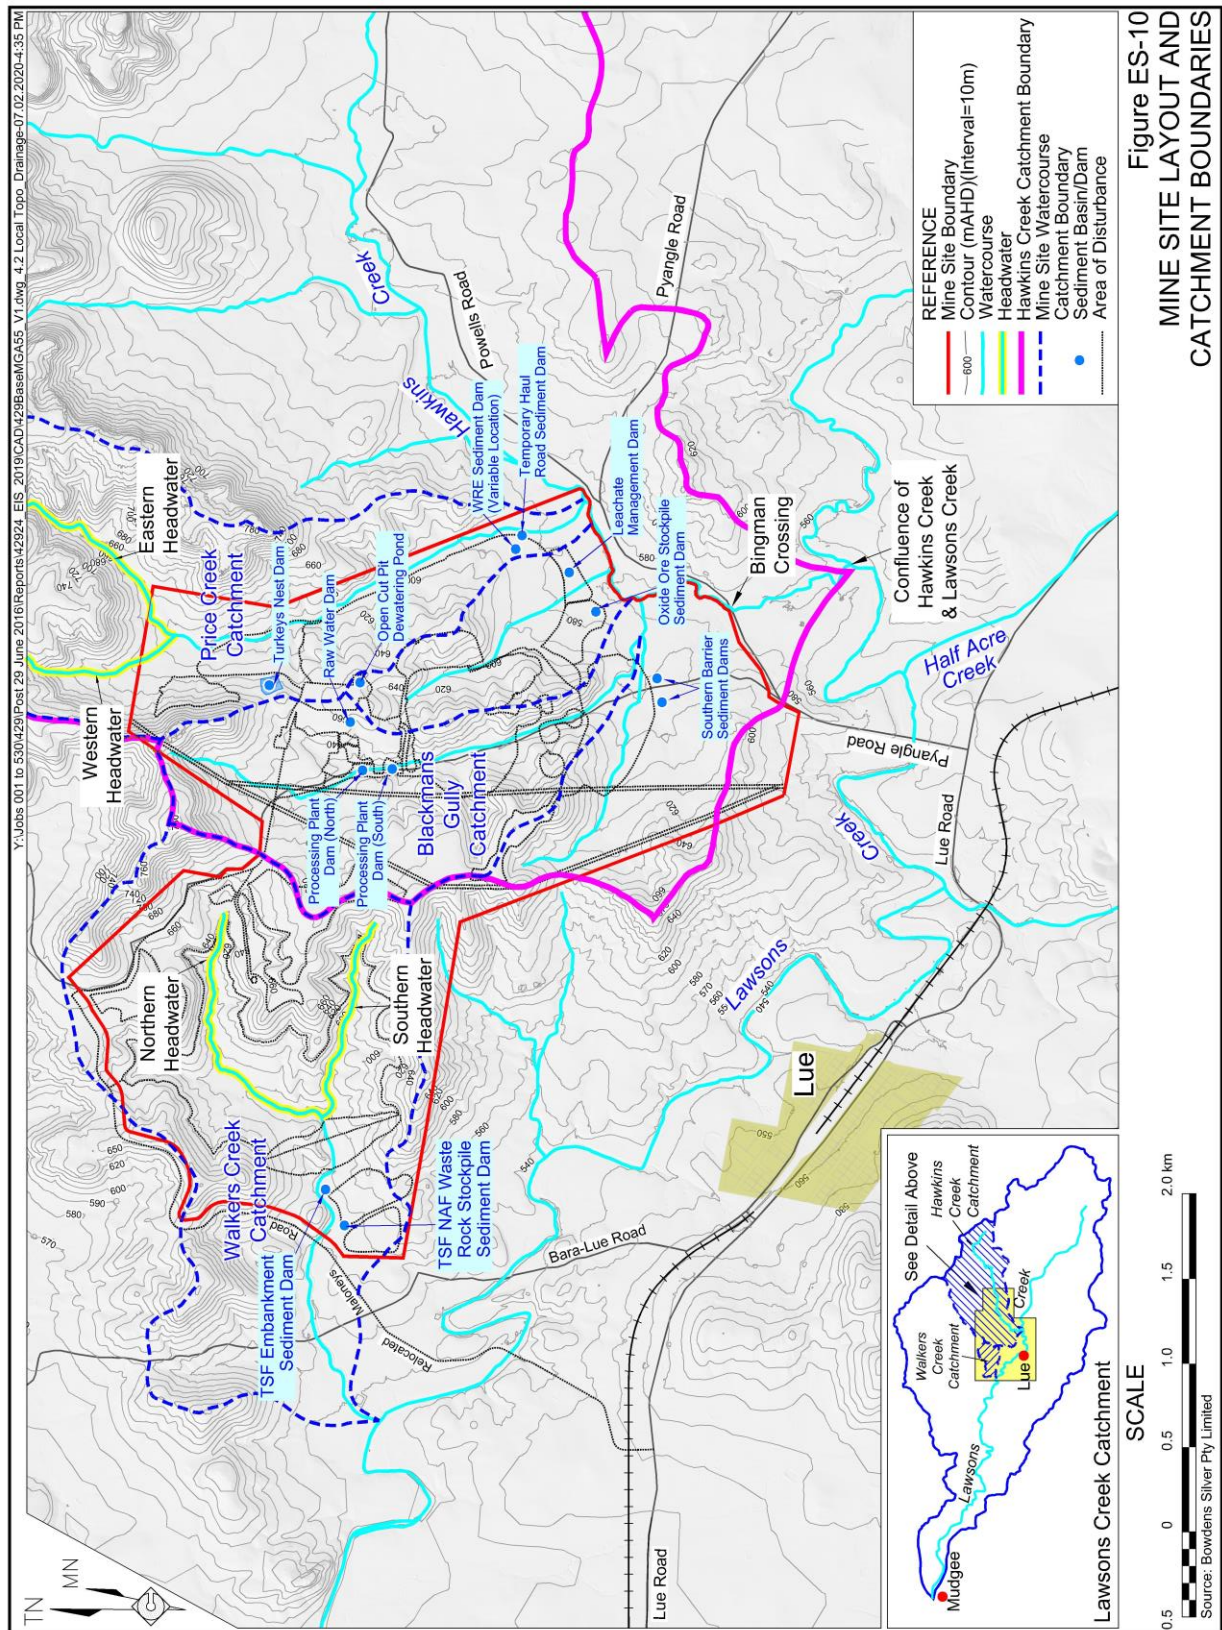 Y:\Jobs 001 to 530\429\Post 29 June 2016\Reports\42924_EIS_2019\CAD\429BaseMGA55_V1.dwg_4.2 Local Topo_Drainage-07.02.2020-4:35 PM
TN
MN
Western
Headwater
Eastern
Headwater
Price Creek
Catchment
Northern
Headwater
Southern
Headwater
Walkers Creek
Catchment
Turkeys Nest Dam
Raw Water Dam
Open Cut Pit
Dewatering Pond
Processing Plant
Dam (North)
Processing Plant
Dam (South)
Blackmans
Gully
Catchment
WRE Sediment Dam
(Variable Location)
Temporary Haul
Road Sediment Dam
Leachate
Management Dam
Oxide Ore Stockpile
Sediment Dam
Southern Barrier
Sediment Dams
TSF Embankment
Sediment Dam
TSF NAF Waste
Rock Stockpile
Sediment Dam
Hawkins
Creek
Powells Road
Pyangle Road
Bingman
Crossing
Confluence of
Hawkins Creek
& Lawsons Creek
Half Acre
Creek
Pyangle Road
Lue Road
Lawsons
Creek
Lue
Bara-Lue Road
Relocated
Maloneys
Road
Lue Road
REFERENCE
Mine Site Boundary
600
Contour (mAHD)(Interval=10m)
Watercourse
Headwater
Hawkins Creek Catchment Boundary
Mine Site Watercourse
Catchment Boundary
Sediment Basin/Dam
Area of Disturbance
See Detail Above
Hawkins
Creek
Catchment
Walkers
Creek
Catchment
Lue
Creek
Lawsons
Mudgee
Lawsons Creek Catchment
SCALE
0.5
0
0.5
1.0
1.5
2.0 km
Source: Bowdens Silver Pty Limited
Figure ES-10
MINE SITE LAYOUT AND
CATCHMENT BOUNDARIES